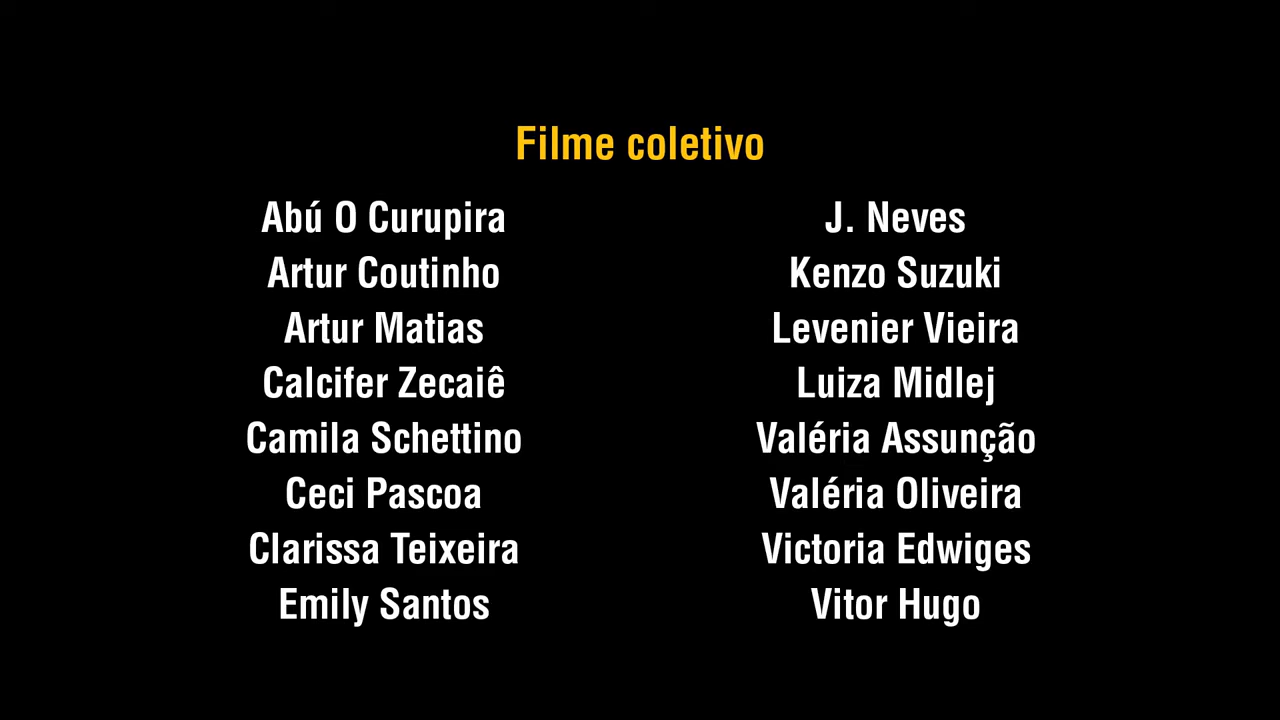 Filme coletivo
Abú O Curupira
Artur Coutinho
Artur Matias
Calcifer Zecaiê
Camila Schettino
Ceci Pascoa
Clarissa Teixeira
Emily Santos
J. Neves
Kenzo Suzuki
Levenier Vieira
Luiza Midlej
Valéria Assunção
Valéria Oliveira
Victoria Edwiges
Vitor Hugo